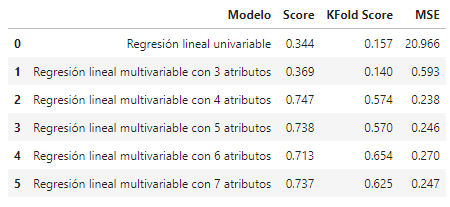 Modelo Score KFold Score MSE
0 Regresión lineal univariable 0.344 0.157 20.966
1 Regresión lineal multivariable con 3 atributos 0.369 0.140 0.593
2 Regresión lineal multivariable con 4 atributos 0.747 0.574 0.238
3 Regresión lineal multivariable con 5 atributos 0.738 0.570 0.246
4 Regresión lineal multivariable con 6 atributos 0.713 0.654 0.270
5 Regresión lineal multivariable con 7 atributos 0.737 0.625 0.247